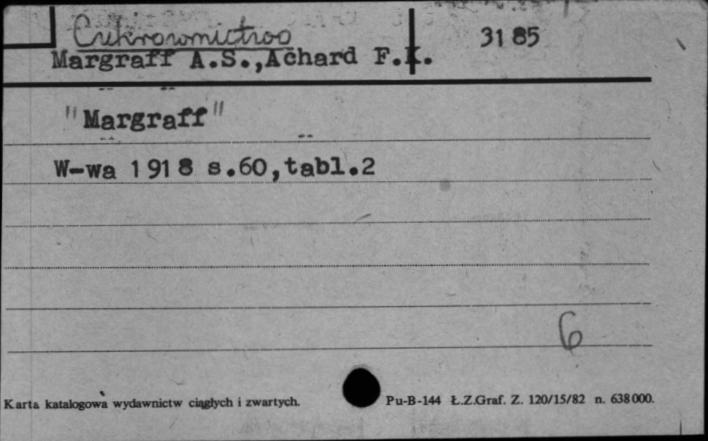 Cukrownictwo
3185
Margraff A.S.,Achard F.K.
"Margraff"
W-wa 1918 s.60,tabl.2
6
Karta katalogowa wydawnictw ciągłych i zwartych.
Pu-B-144 Ł.Z.Graf. Z. 120/15/82 n. 638000.